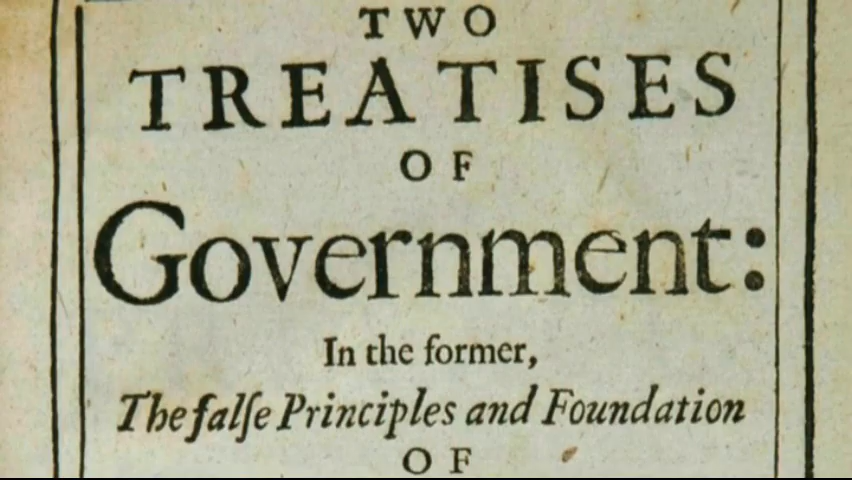 TWO
TREATISES
OF
Government:
In the former,
The falſe Principles and Foundation
OF